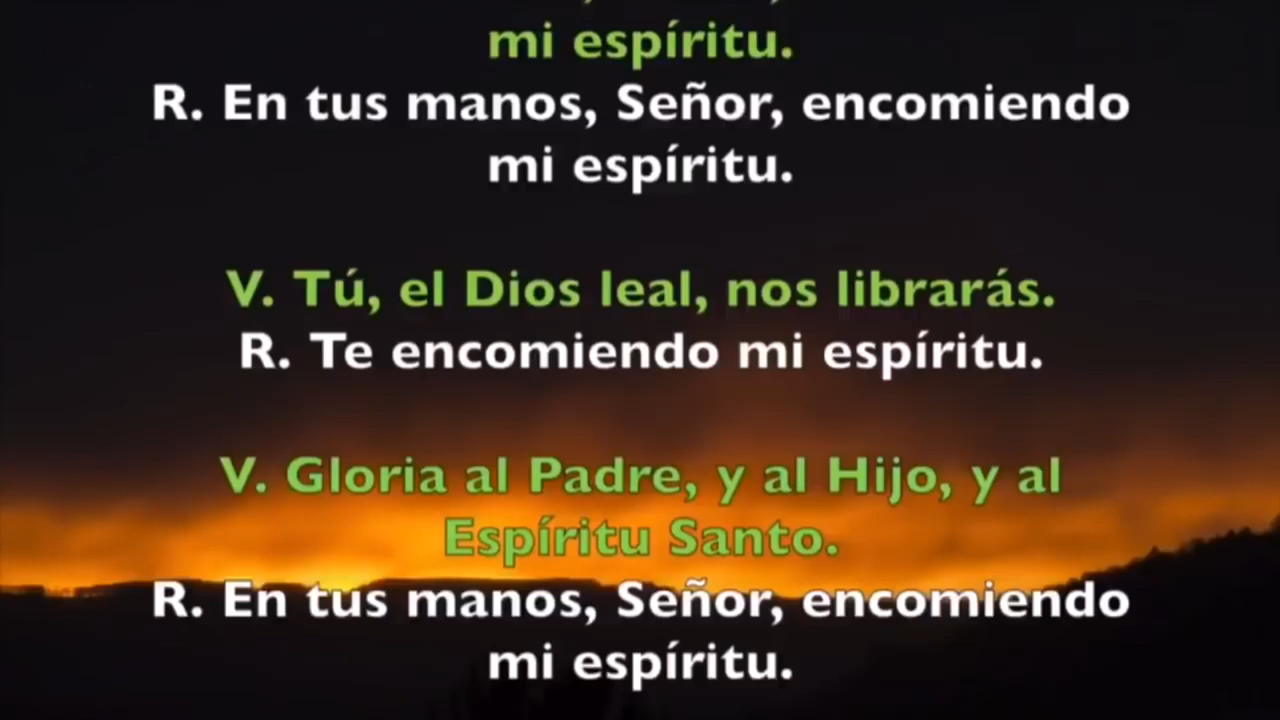 mi espíritu.
R. En tus manos, Señor, encomiendo
mi espíritu.
V. Tú, el Dios leal, nos librarás.
R. Te encomiendo mi espíritu.
V. Gloria al Padre, y al Hijo, y al
Espíritu Santo.
R. En tus manos, Señor, encomiendo
mi espíritu.